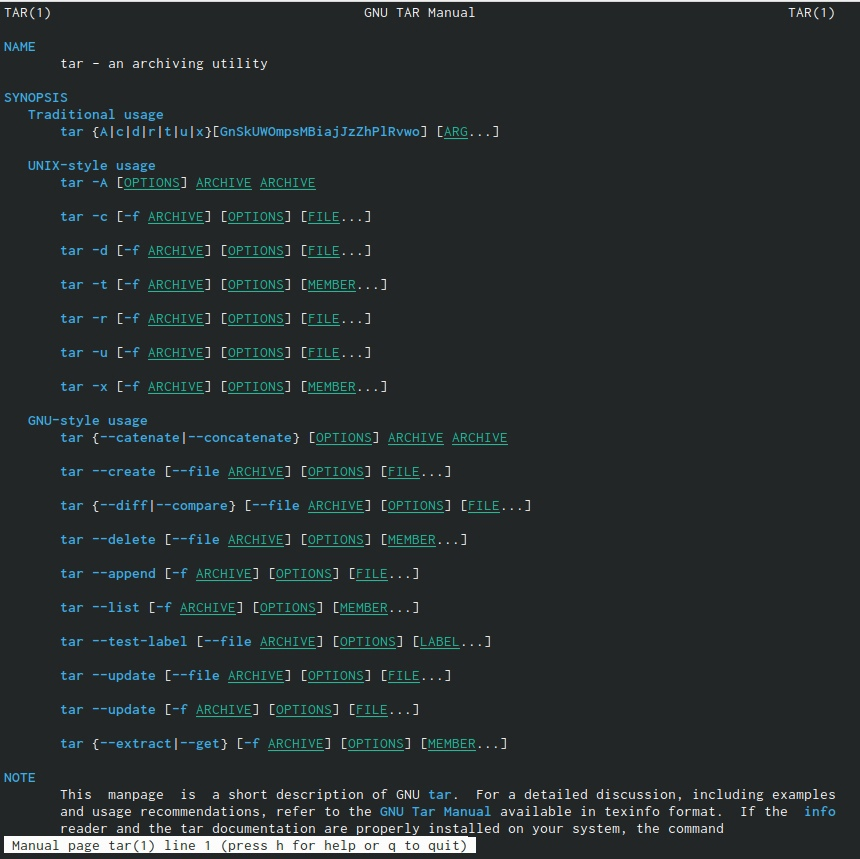 TAR(1) GNU TAR Manual TAR(1)
NAME
tar - an archiving utility
SYNOPSIS
Traditional usage
tar {A|c|d|r|t|u|x}[GnSkUWOmpsMBiajJzZhPlRvwo] [ARG...]
UNIX-style usage
tar -A [OPTIONS] ARCHIVE ARCHIVE
tar -c [-f ARCHIVE] [OPTIONS] [FILE...]
tar -d [-f ARCHIVE] [OPTIONS] [FILE...]
tar -t [-f ARCHIVE] [OPTIONS] [MEMBER...]
tar -r [-f ARCHIVE] [OPTIONS] [FILE...]
tar -u [-f ARCHIVE] [OPTIONS] [FILE...]
tar -x [-f ARCHIVE] [OPTIONS] [MEMBER...]
GNU-style usage
tar {--catenate|--concatenate} [OPTIONS] ARCHIVE ARCHIVE
tar --create [--file ARCHIVE] [OPTIONS] [FILE...]
tar {--diff|--compare} [--file ARCHIVE] [OPTIONS] [FILE...]
tar --delete [--file ARCHIVE] [OPTIONS] [MEMBER...]
tar --append [-f ARCHIVE] [OPTIONS] [FILE...]
tar --list [-f ARCHIVE] [OPTIONS] [MEMBER...]
tar --test-label [--file ARCHIVE] [OPTIONS] [LABEL...]
tar --update [--file ARCHIVE] [OPTIONS] [FILE...]
tar --update [-f ARCHIVE] [OPTIONS] [FILE...]
tar {--extract|--get} [-f ARCHIVE] [OPTIONS] [MEMBER...]
NOTE
This manpage is a short description of GNU tar. For a detailed discussion, including examples
and usage recommendations, refer to the GNU Tar Manual available in texinfo format. If the info
reader and the tar documentation are properly installed on your system, the command
Manual page tar(1) line 1 (press h for help or q to quit)